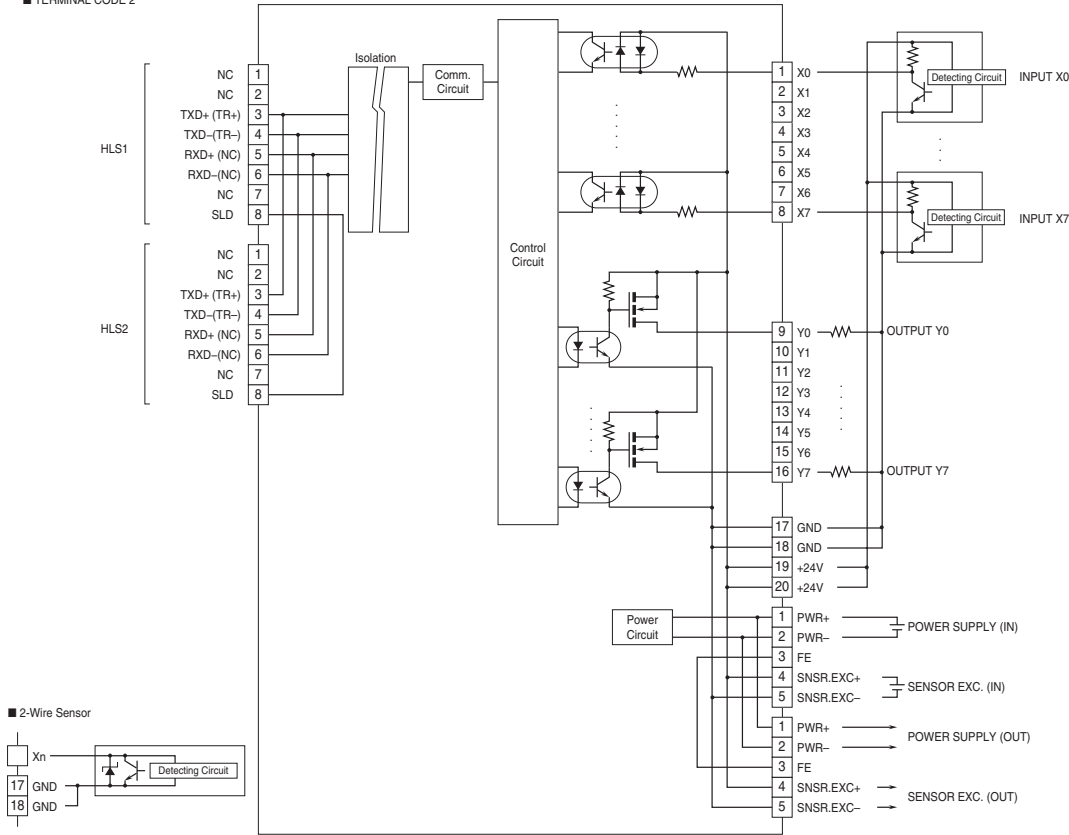 ■ TERMINAL CODE 2
Isolation
Comm. Circuit
Control Circuit
HLS1
NC 1
NC 2
TXD+ (TR+) 3
TXD–(TR–) 4
RXD+ (NC) 5
RXD–(NC) 6
NC 7
SLD 8
HLS2
NC 1
NC 2
TXD+ (TR+) 3
TXD–(TR–) 4
RXD+ (NC) 5
RXD–(NC) 6
NC 7
SLD 8
1 X0
2 X1
3 X2
4 X3
5 X4
6 X5
7 X6
8 X7
Detecting Circuit
INPUT X0
Detecting Circuit
INPUT X7
9 Y0 OUTPUT Y0
10 Y1
11 Y2
12 Y3
13 Y4
14 Y5
15 Y6
16 Y7 OUTPUT Y7
17 GND
18 GND
19 +24V
20 +24V
Power Circuit
1 PWR+
2 PWR–
POWER SUPPLY (IN)
3 FE
4 SNSR.EXC+
5 SNSR.EXC–
SENSOR EXC. (IN)
1 PWR+
2 PWR–
POWER SUPPLY (OUT)
3 FE
4 SNSR.EXC+
5 SNSR.EXC–
SENSOR EXC. (OUT)
■ 2-Wire Sensor
Xn
17 GND
18 GND
Detecting Circuit